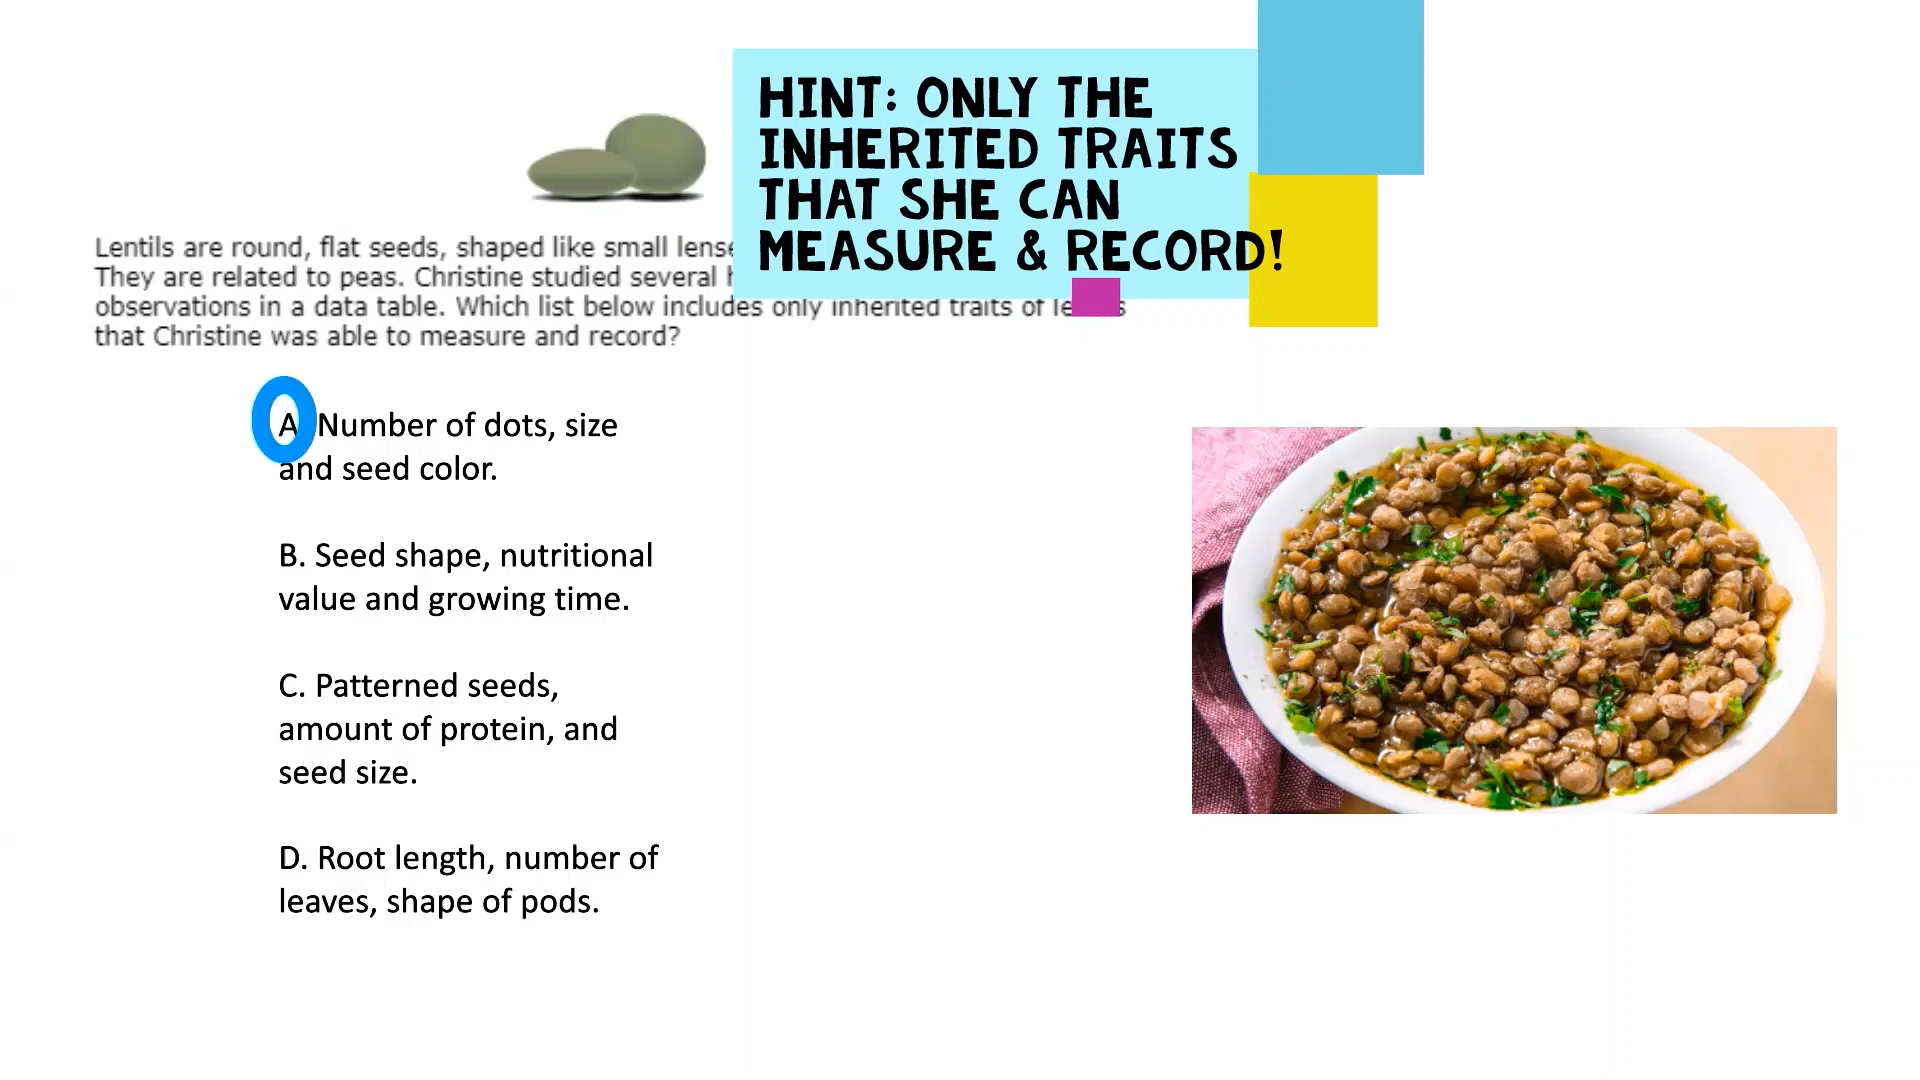 HINT: ONLY THE
INHERITED TRAITS
THAT SHE CAN
MEASURE & RECORD!
Lentils are round, flat seeds, shaped like small
They are related to peas. Christine studied several
observations in a data table. Which list below includes only inherited traits of
that Christine was able to measure and record?
A Number of dots, size
and seed color.
B. Seed shape, nutritional
value and growing time.
C. Patterned seeds,
amount of protein, and
seed size.
D. Root length, number of
leaves, shape of pods.